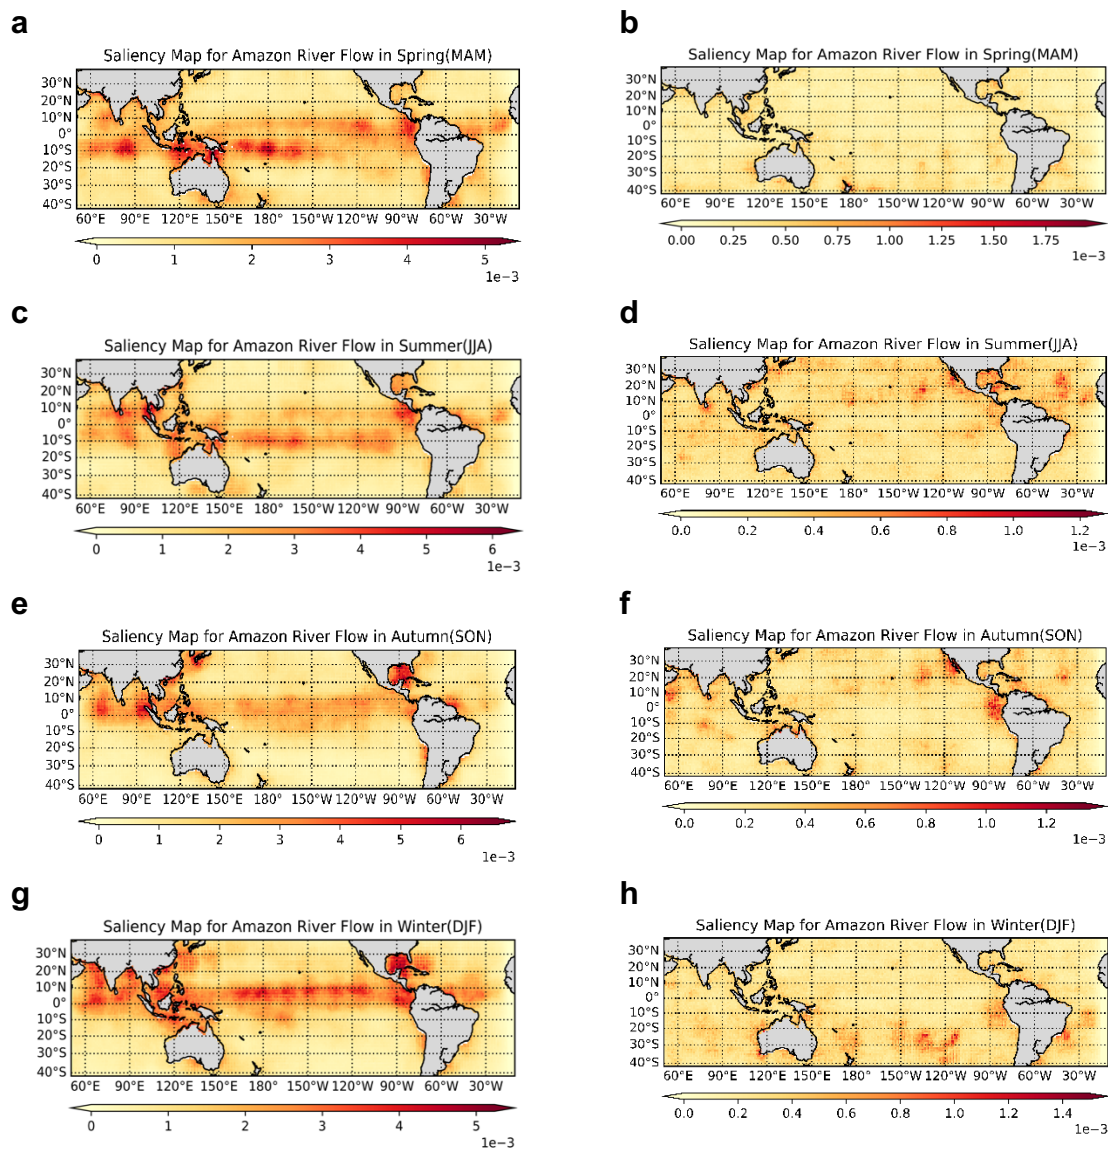 a
Saliency Map for Amazon River Flow in Spring(MAM)
30°N
20°N
10°N
0°
10°S
20°S
30°S
40°S
60°E 90°E 120°E 150°E 180° 150°W 120°W 90°W 60°W 30°W
0 1 2 3 4 5
1e−3
b
Saliency Map for Amazon River Flow in Spring(MAM)
30°N
20°N
10°N
0°
10°S
20°S
30°S
40°S
60°E 90°E 120°E 150°E 180° 150°W 120°W 90°W 60°W 30°W
0.00 0.25 0.50 0.75 1.00 1.25 1.50 1.75
1e−3
c
Saliency Map for Amazon River Flow in Summer(JJA)
30°N
20°N
10°N
0°
10°S
20°S
30°S
40°S
60°E 90°E 120°E 150°E 180° 150°W 120°W 90°W 60°W 30°W
0 1 2 3 4 5 6
1e−3
d
Saliency Map for Amazon River Flow in Summer(JJA)
30°N
20°N
10°N
0°
10°S
20°S
30°S
40°S
60°E 90°E 120°E 150°E 180° 150°W 120°W 90°W 60°W 30°W
0.0 0.2 0.4 0.6 0.8 1.0 1.2
1e−3
e
Saliency Map for Amazon River Flow in Autumn(SON)
30°N
20°N
10°N
0°
10°S
20°S
30°S
40°S
60°E 90°E 120°E 150°E 180° 150°W 120°W 90°W 60°W 30°W
0 1 2 3 4 5 6
1e−3
f
Saliency Map for Amazon River Flow in Autumn(SON)
30°N
20°N
10°N
0°
10°S
20°S
30°S
40°S
60°E 90°E 120°E 150°E 180° 150°W 120°W 90°W 60°W 30°W
0.0 0.2 0.4 0.6 0.8 1.0 1.2
1e−3
g
Saliency Map for Amazon River Flow in Winter(DJF)
30°N
20°N
10°N
0°
10°S
20°S
30°S
40°S
60°E 90°E 120°E 150°E 180° 150°W 120°W 90°W 60°W 30°W
0 1 2 3 4 5
1e−3
h
Saliency Map for Amazon River Flow in Winter(DJF)
30°N
20°N
10°N
0°
10°S
20°S
30°S
40°S
60°E 90°E 120°E 150°E 180° 150°W 120°W 90°W 60°W 30°W
0.0 0.2 0.4 0.6 0.8 1.0 1.2 1.4
1e−3